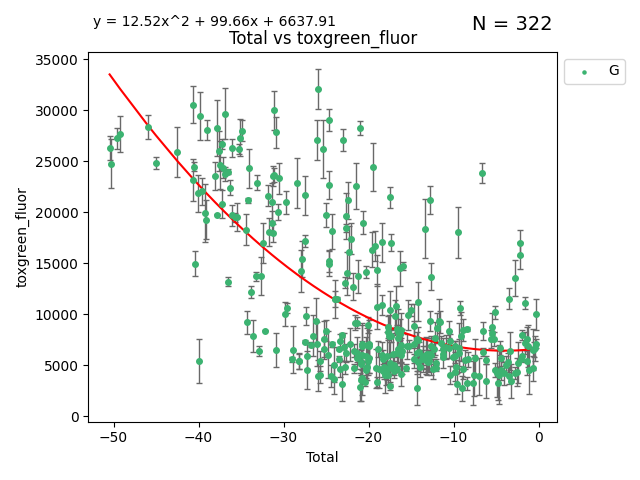 y = 12.52x^2 + 99.66x + 6637.91
N = 322
Total vs toxgreen_fluor
G
toxgreen_fluor
35000
30000
25000
20000
15000
10000
5000
0
−50
−40
−30
−20
−10
0
Total